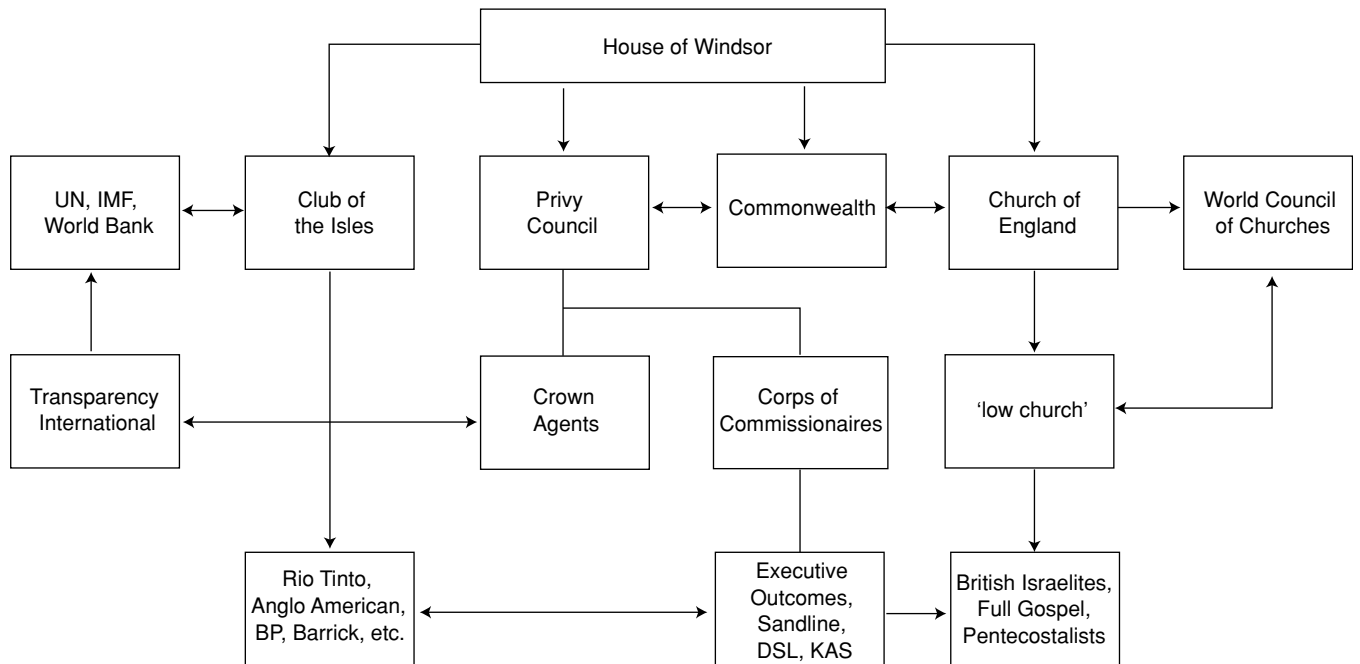 House of Windsor
UN, IMF,
World Bank
Club of
the Isles
Privy
Council
Commonwealth
Church of
England
World Council
of Churches
Transparency
International
Crown
Agents
Corps of
Commissionaires
‘low church’
Rio Tinto,
Anglo American,
BP, Barrick, etc.
Executive
Outcomes,
Sandline,
DSL, KAS
British Israelites,
Full Gospel,
Pentecostalists